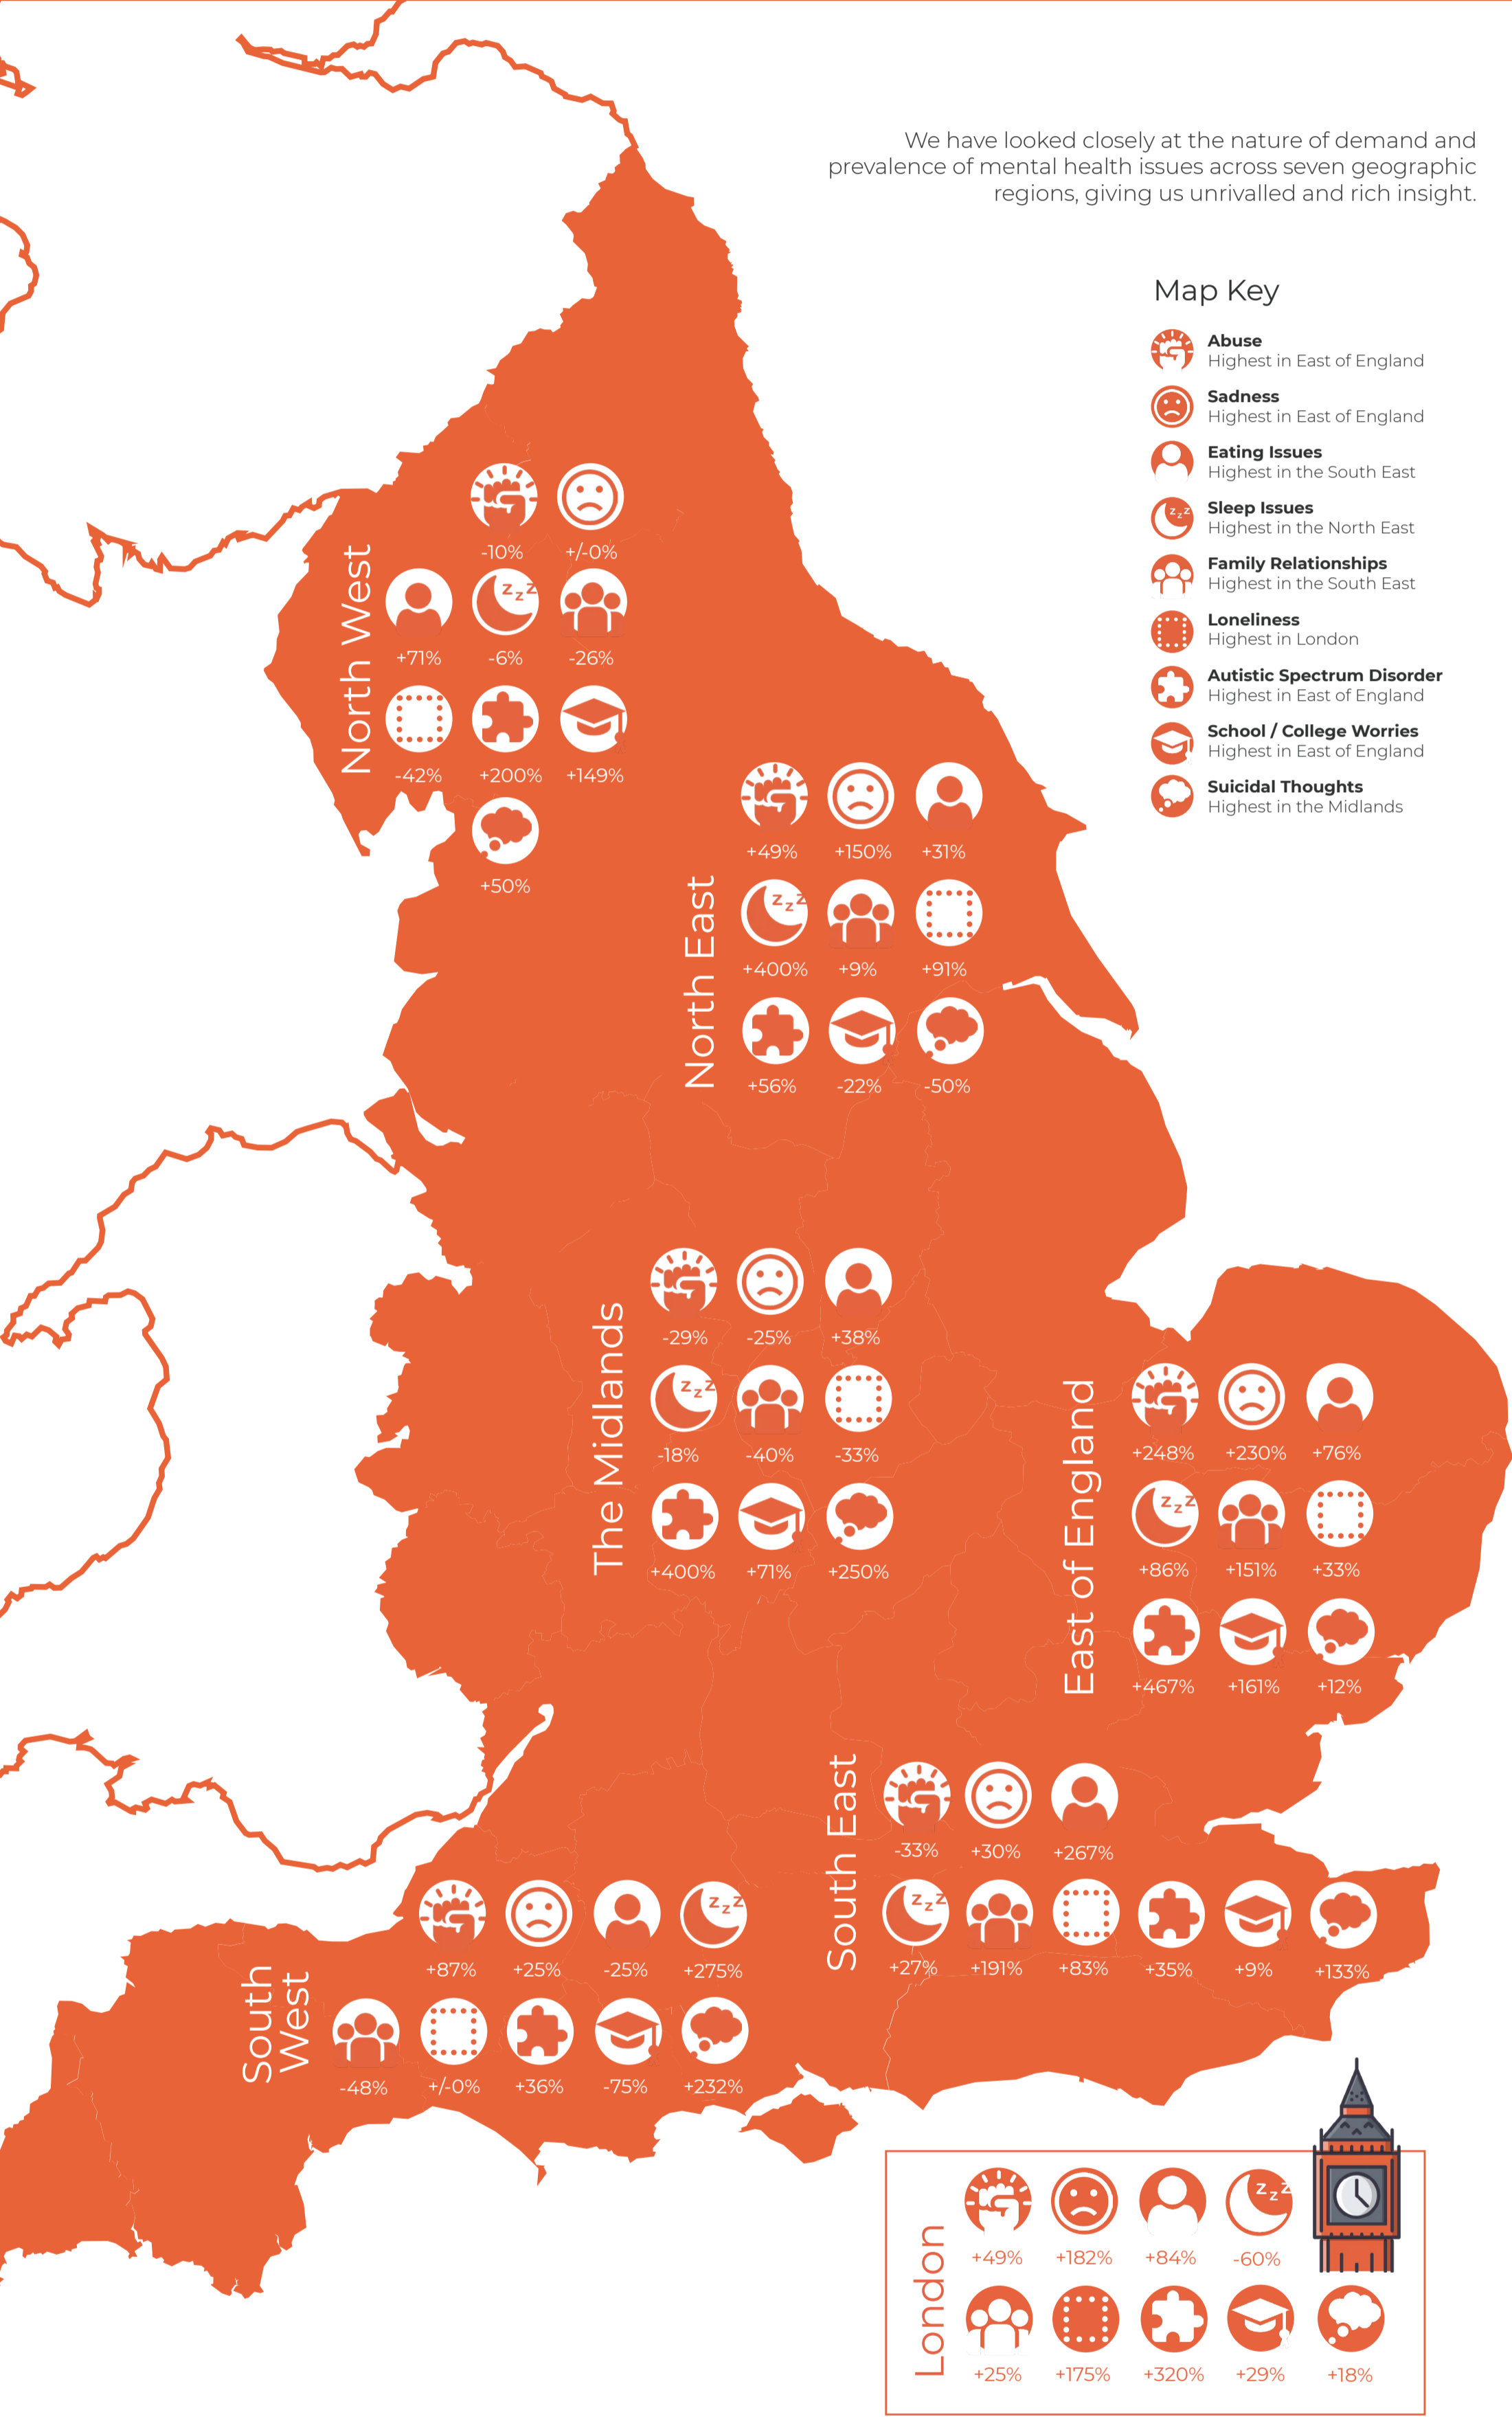 We have looked closely at the nature of demand and
prevalence of mental health issues across seven geographic
regions, giving us unrivalled and rich insight.
Map Key
Abuse
Highest in East of England
Sadness
Highest in East of England
Eating Issues
Highest in the South East
Sleep Issues
Highest in the North East
Family Relationships
Highest in the South East
Loneliness
Highest in London
Autistic Spectrum Disorder
Highest in East of England
School / College Worries
Highest in East of England
Suicidal Thoughts
Highest in the Midlands
North West
-10% +/-0%
+71% -6% -26%
-42% +200% +149%
+50%
North East
+49% +150% +31%
+400% +9% +91%
+56% -22% -50%
The Midlands
-29% -25% +38%
-18% -40% -33%
+400% +71% +250%
East of England
+248% +230% +76%
+86% +151% +33%
+467% +161% +12%
South East
-33% +30% +267%
+27% +191% +83% +35% +9% +133%
South
West
+87% +25% -25% +275%
-48% +/-0% +36% -75% +232%
London
+49% +182% +84% -60%
+25% +175% +320% +29% +18%